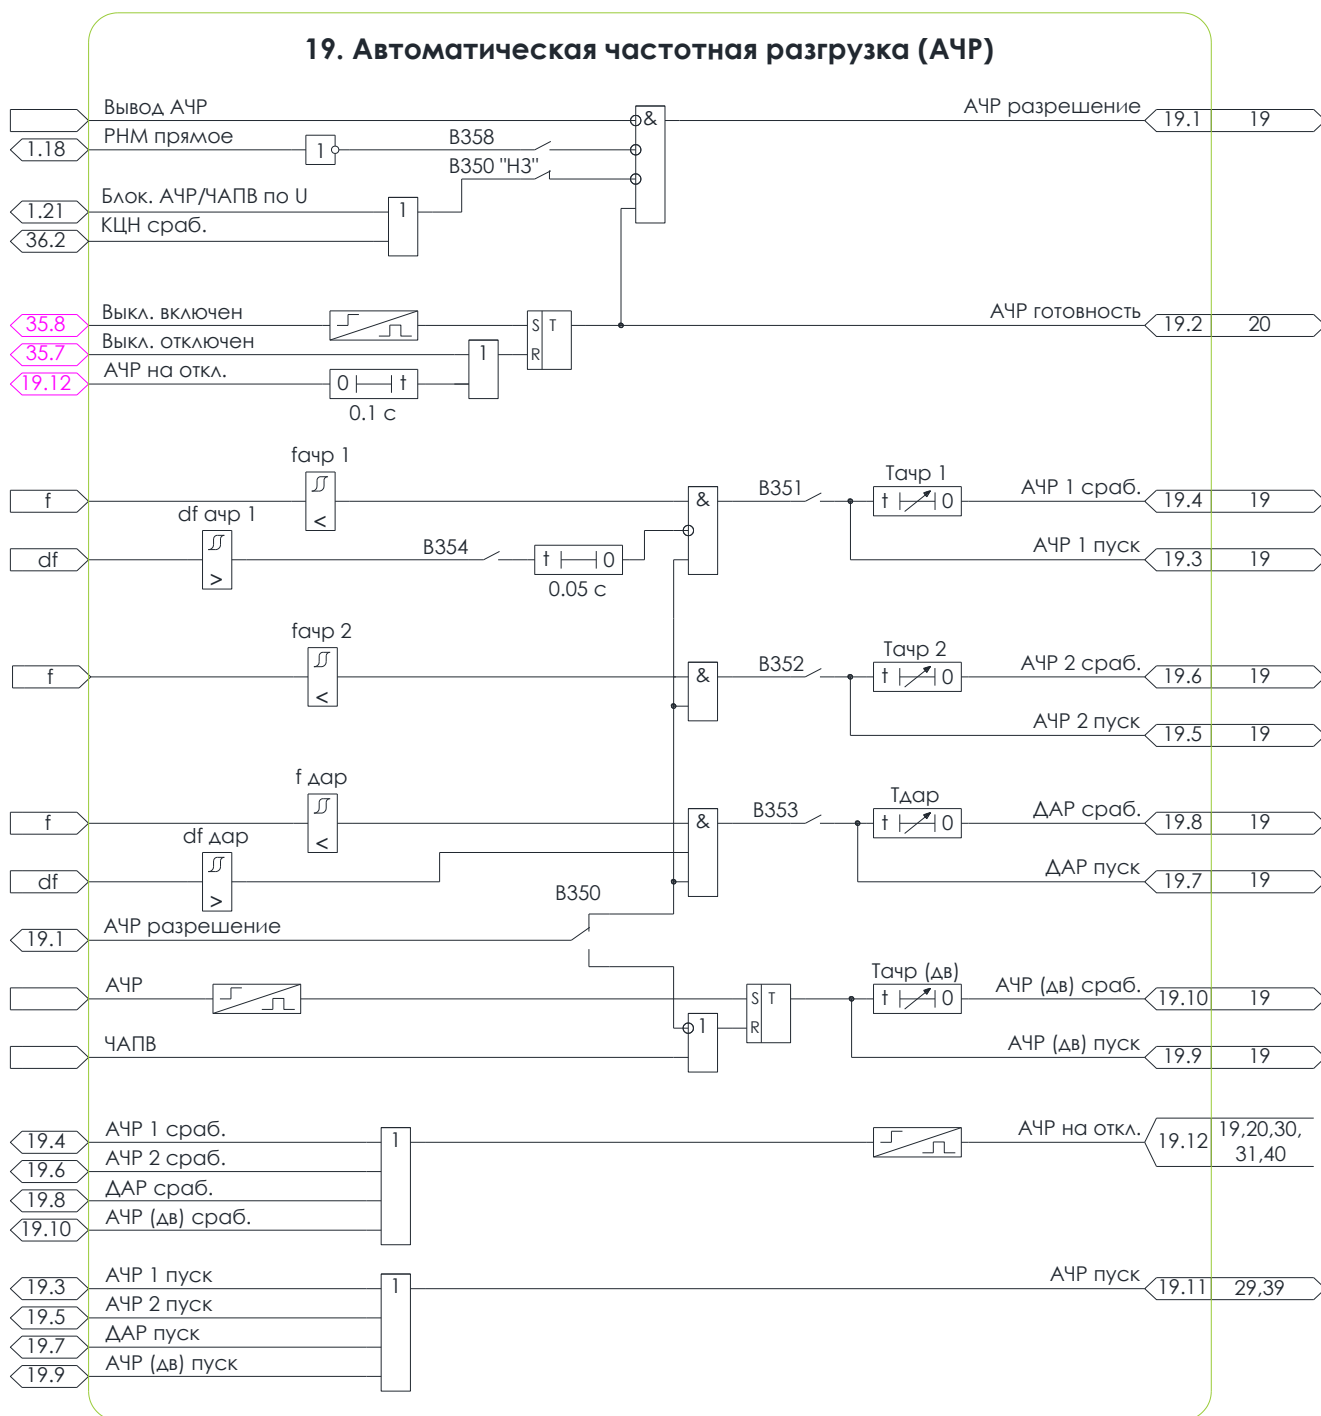 19. Автоматическая частотная разгрузка (АЧР)
Вывод АЧР
&
АЧР разрешение
19.1 19
1.18
РНМ прямое
1
В358
В350 "НЗ"
1.21
Блок. АЧР/ЧАПВ по U
1
36.2
КЦН сраб.
35.8
Выкл. включен
S T
АЧР готовность
19.2 20
35.7
Выкл. отключен
1
R
19.12
АЧР на откл.
0 t
0.1 с
fачр 1
f
<
&
В351
Тачр 1
t 0
АЧР 1 сраб.
19.4 19
df ачр 1
df
>
В354
t 0
0.05 с
АЧР 1 пуск
19.3 19
fачр 2
f
<
&
В352
Тачр 2
t 0
АЧР 2 сраб.
19.6 19
АЧР 2 пуск
19.5 19
f дар
f
<
&
В353
Тдар
t 0
ДАР сраб.
19.8 19
df дар
df
>
ДАР пуск
19.7 19
В350
19.1
АЧР разрешение
АЧР
S T
R
Тачр (дв)
t 0
АЧР (дв) сраб.
19.10 19
ЧАПВ
1
АЧР (дв) пуск
19.9 19
19.4
АЧР 1 сраб.
1
АЧР на откл.
19.12
19,20,30,
31,40
19.6
АЧР 2 сраб.
19.8
ДАР сраб.
19.10
АЧР (дв) сраб.
19.3
АЧР 1 пуск
1
АЧР пуск
19.11 29,39
19.5
АЧР 2 пуск
19.7
ДАР пуск
19.9
АЧР (дв) пуск